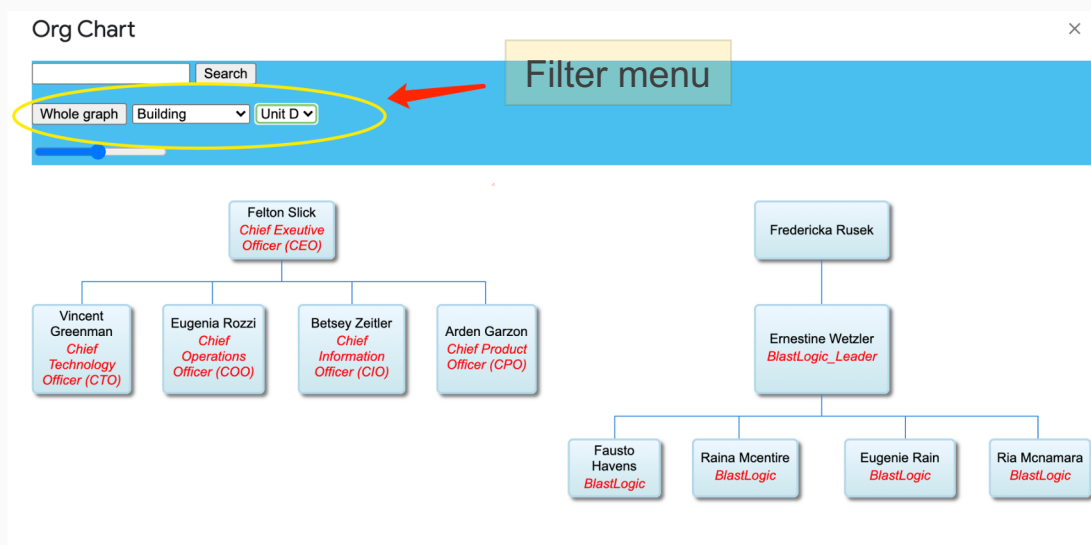 Org Chart
×
Search
Filter menu
Whole graph
Building
Unit D
Felton Slick
Chief Exeutive
Officer (CEO)
Fredericka Rusek
Vincent
Greenman
Chief
Technology
Officer (CTO)
Eugenia Rozzi
Chief
Operations
Officer (COO)
Betsey Zeitler
Chief
Information
Officer (CIO)
Arden Garzon
Chief Product
Officer (CPO)
Ernestine Wetzler
BlastLogic_Leader
Fausto
Havens
BlastLogic
Raina Mcentire
BlastLogic
Eugenie Rain
BlastLogic
Ria Mcnamara
BlastLogic